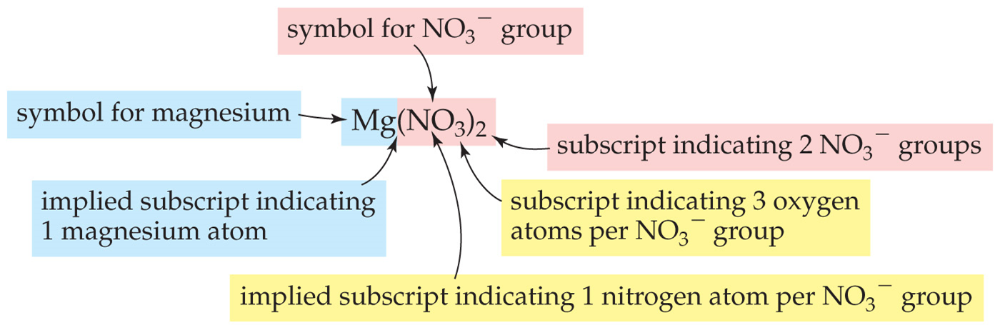 symbol for NO₃⁻ group
symbol for magnesium
Mg(NO₃)₂
subscript indicating 2 NO₃⁻ groups
implied subscript indicating
1 magnesium atom
subscript indicating 3 oxygen
atoms per NO₃⁻ group
implied subscript indicating 1 nitrogen atom per NO₃⁻ group